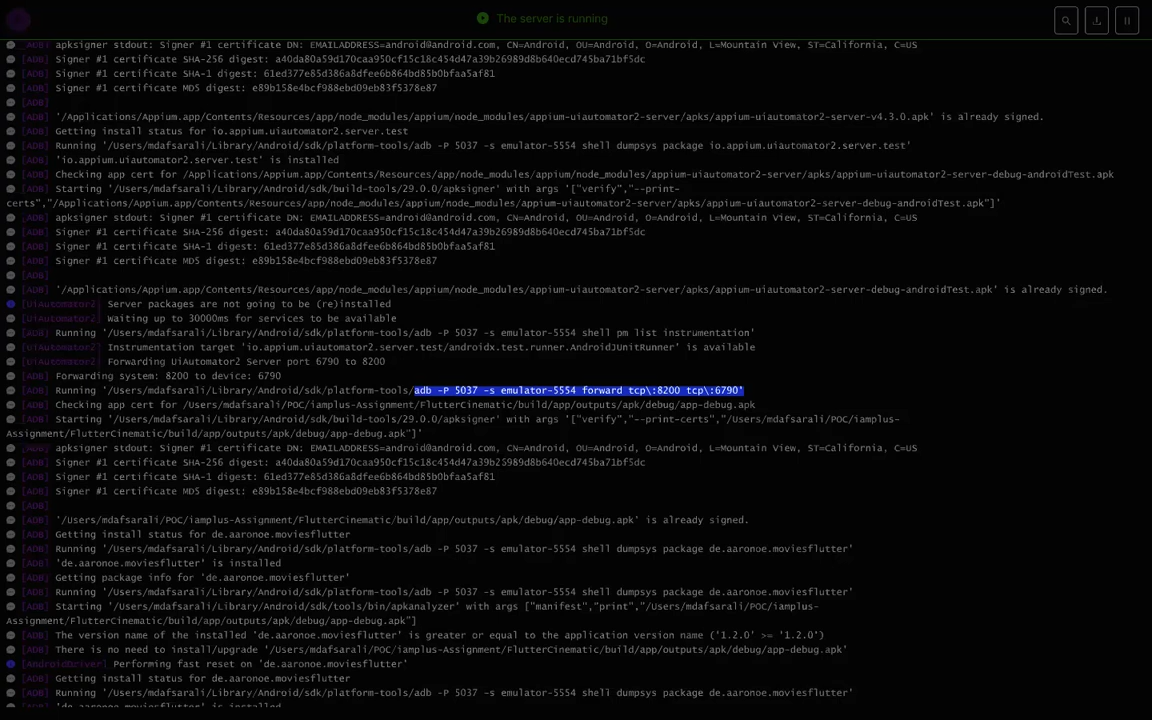 The server is running
[ADB] apksigner stdout: Signer #1 certificate DN: EMAILADDRESS=android@android.com, CN=Android, OU=Android, O=Android, L=Mountain View, ST=California, C=US
[ADB] Signer #1 certificate SHA-256 digest: a40da80a59d170caa950cf15c18c454d47a39b26989d8b640ecd745ba71bf5dc
[ADB] Signer #1 certificate SHA-1 digest: 61ed377e85d386a8dfee6b864bd85b0bfaa5af81
[ADB] Signer #1 certificate MD5 digest: e89b158e4bcf988ebd09eb83f5378e87
[ADB]
[ADB] '/Applications/Appium.app/Contents/Resources/app/node_modules/appium/node_modules/appium-uiautomator2-server/apks/appium-uiautomator2-server-v4.3.0.apk' is already signed.
[ADB] Getting install status for io.appium.uiautomator2.server.test
[ADB] Running '/Users/mdafsarali/Library/Android/sdk/platform-tools/adb -P 5037 -s emulator-5554 shell dumpsys package io.appium.uiautomator2.server.test'
[ADB] 'io.appium.uiautomator2.server.test' is installed
[ADB] Checking app cert for /Applications/Appium.app/Contents/Resources/app/node_modules/appium/node_modules/appium-uiautomator2-server/apks/appium-uiautomator2-server-debug-androidTest.apk
[ADB] Starting '/Users/mdafsarali/Library/Android/sdk/build-tools/29.0.0/apksigner' with args '["verify","--print-
certs","/Applications/Appium.app/Contents/Resources/app/node_modules/appium/node_modules/appium-uiautomator2-server/apks/appium-uiautomator2-server-debug-androidTest.apk"]'
[ADB] apksigner stdout: Signer #1 certificate DN: EMAILADDRESS=android@android.com, CN=Android, OU=Android, O=Android, L=Mountain View, ST=California, C=US
[ADB] Signer #1 certificate SHA-256 digest: a40da80a59d170caa950cf15c18c454d47a39b26989d8b640ecd745ba71bf5dc
[ADB] Signer #1 certificate SHA-1 digest: 61ed377e85d386a8dfee6b864bd85b0bfaa5af81
[ADB] Signer #1 certificate MD5 digest: e89b158e4bcf988ebd09eb83f5378e87
[ADB]
[ADB] '/Applications/Appium.app/Contents/Resources/app/node_modules/appium/node_modules/appium-uiautomator2-server/apks/appium-uiautomator2-server-debug-androidTest.apk' is already signed.
[UiAutomator2] Server packages are not going to be (re)installed
[UiAutomator2] Waiting up to 30000ms for services to be available
[ADB] Running '/Users/mdafsarali/Library/Android/sdk/platform-tools/adb -P 5037 -s emulator-5554 shell pm list instrumentation'
[UiAutomator2] Instrumentation target 'io.appium.uiautomator2.server.test/androidx.test.runner.AndroidJUnitRunner' is available
[UiAutomator2] Forwarding UiAutomator2 Server port 6790 to 8200
[ADB] Forwarding system: 8200 to device: 6790
[ADB] Running '/Users/mdafsarali/Library/Android/sdk/platform-tools/adb -P 5037 -s emulator-5554 forward tcp\:8200 tcp\:6790'
[ADB] Checking app cert for /Users/mdafsarali/POC/iamplus-Assignment/FlutterCinematic/build/app/outputs/apk/debug/app-debug.apk
[ADB] Starting '/Users/mdafsarali/Library/Android/sdk/build-tools/29.0.0/apksigner' with args '["verify","--print-certs","/Users/mdafsarali/POC/iamplus-
Assignment/FlutterCinematic/build/app/outputs/apk/debug/app-debug.apk"]'
[ADB] apksigner stdout: Signer #1 certificate DN: EMAILADDRESS=android@android.com, CN=Android, OU=Android, O=Android, L=Mountain View, ST=California, C=US
[ADB] Signer #1 certificate SHA-256 digest: a40da80a59d170caa950cf15c18c454d47a39b26989d8b640ecd745ba71bf5dc
[ADB] Signer #1 certificate SHA-1 digest: 61ed377e85d386a8dfee6b864bd85b0bfaa5af81
[ADB] Signer #1 certificate MD5 digest: e89b158e4bcf988ebd09eb83f5378e87
[ADB]
[ADB] '/Users/mdafsarali/POC/iamplus-Assignment/FlutterCinematic/build/app/outputs/apk/debug/app-debug.apk' is already signed.
[ADB] Getting install status for de.aaronoe.moviesflutter
[ADB] Running '/Users/mdafsarali/Library/Android/sdk/platform-tools/adb -P 5037 -s emulator-5554 shell dumpsys package de.aaronoe.moviesflutter'
[ADB] 'de.aaronoe.moviesflutter' is installed
[ADB] Getting package info for 'de.aaronoe.moviesflutter'
[ADB] Running '/Users/mdafsarali/Library/Android/sdk/platform-tools/adb -P 5037 -s emulator-5554 shell dumpsys package de.aaronoe.moviesflutter'
[ADB] Starting '/Users/mdafsarali/Library/Android/sdk/tools/bin/apkanalyzer' with args ["manifest","print","/Users/mdafsarali/POC/iamplus-
Assignment/FlutterCinematic/build/app/outputs/apk/debug/app-debug.apk"]
[ADB] The version name of the installed 'de.aaronoe.moviesflutter' is greater or equal to the application version name ('1.2.0' >= '1.2.0')
[ADB] There is no need to install/upgrade '/Users/mdafsarali/POC/iamplus-Assignment/FlutterCinematic/build/app/outputs/apk/debug/app-debug.apk'
[AndroidDriver] Performing fast reset on 'de.aaronoe.moviesflutter'
[ADB] Getting install status for de.aaronoe.moviesflutter
[ADB] Running '/Users/mdafsarali/Library/Android/sdk/platform-tools/adb -P 5037 -s emulator-5554 shell dumpsys package de.aaronoe.moviesflutter'
[ADB] 'de.aaronoe.moviesflutter' is installed